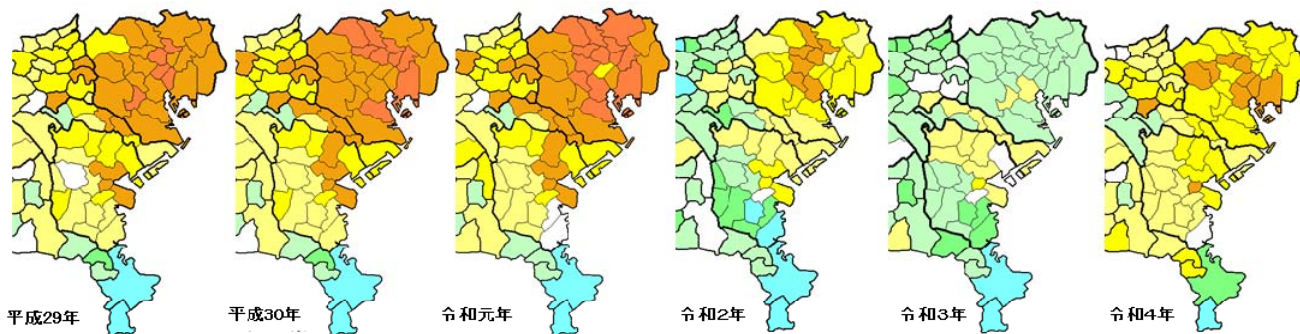 平成29年
平成30年
令和元年
令和2年
令和3年
令和4年